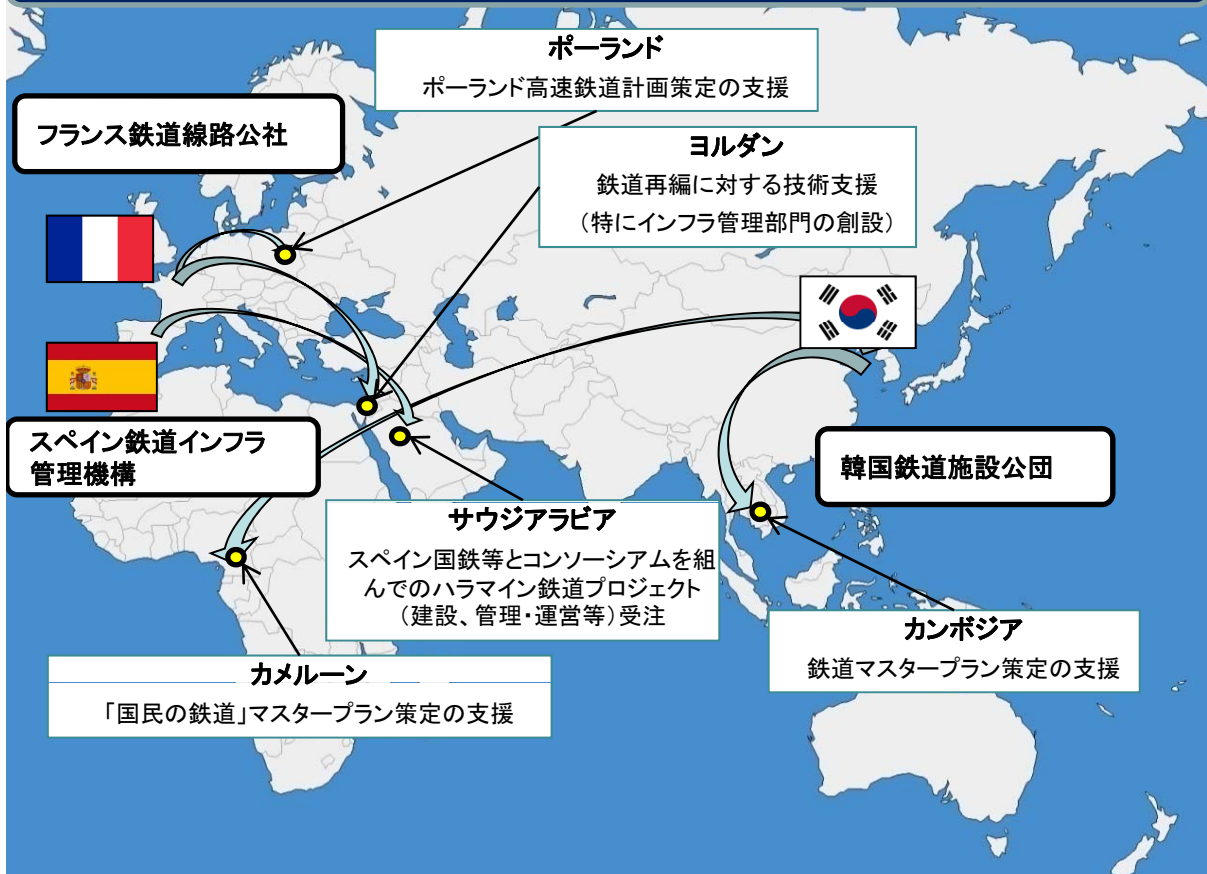 ポーランド
ポーランド高速鉄道計画策定の支援
フランス鉄道線路公社
ヨルダン
鉄道再編に対する技術支援
（特にインフラ管理部門の創設）
スペイン鉄道インフラ
管理機構
韓国鉄道施設公団
サウジアラビア
スペイン国鉄等とコンソーシアムを組
んでのハラマイン鉄道プロジェクト
（建設、管理・運営等）受注
カンボジア
鉄道マスタープラン策定の支援
カメルーン
「国民の鉄道」マスタープラン策定の支援